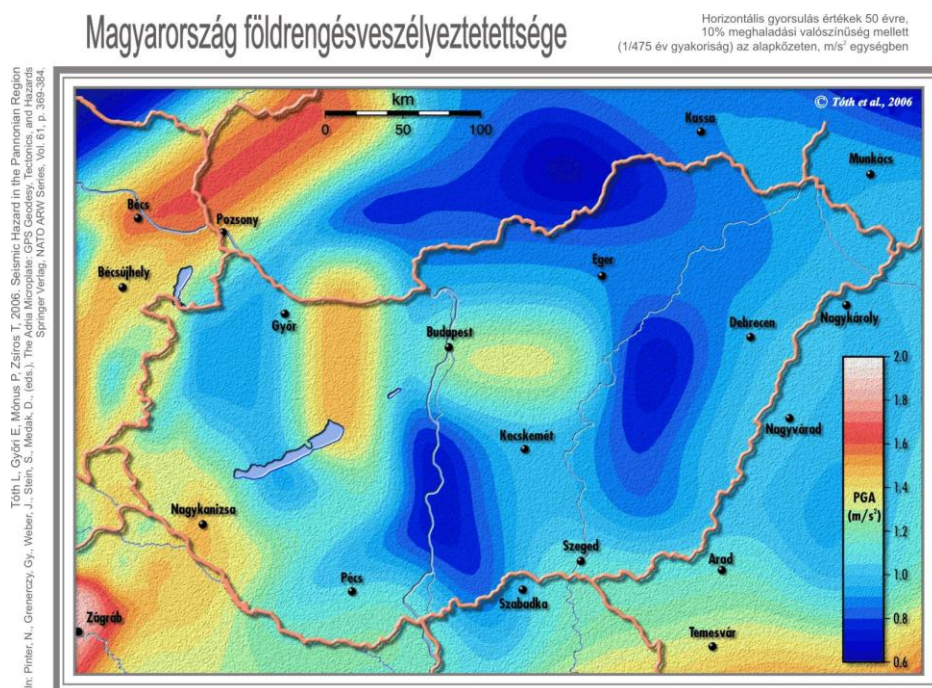 Magyarország földrengésveszélyeztetettsége
Horizontális gyorsulás értékek 50 évre,
10% meghaladási valószínűség mellett
(1/475 év gyakoriság) az alapkőzeten, m/s² egységben
Tóth L, Győri E, Mónus P, Zsíros T, 2006. Seismic Hazard in the Pannonian Region
In: Pinter, N., Grenerczy, Gy., Weber, J., Stein, S., Medak, D., (eds.), The Adria Microplate: GPS Geodesy, Tectonics, and Hazards
Springer Verlag, NATO ARW Series, Vol. 61, p. 369-384.
km
0 50 100
© Tóth et al., 2006
Kassa
Munkács
Bécs
Pozsony
Bécsújhely
Eger
Győr
Budapest
Debrecen
Nagykároly
Nagyvárad
Kecskemét
Nagykanizsa
Szeged
Arad
Pécs
Szabadka
Zágráb
Temesvár
2.0
1.8
1.6
1.4
PGA
(m/s²)
1.2
1.0
0.8
0.6